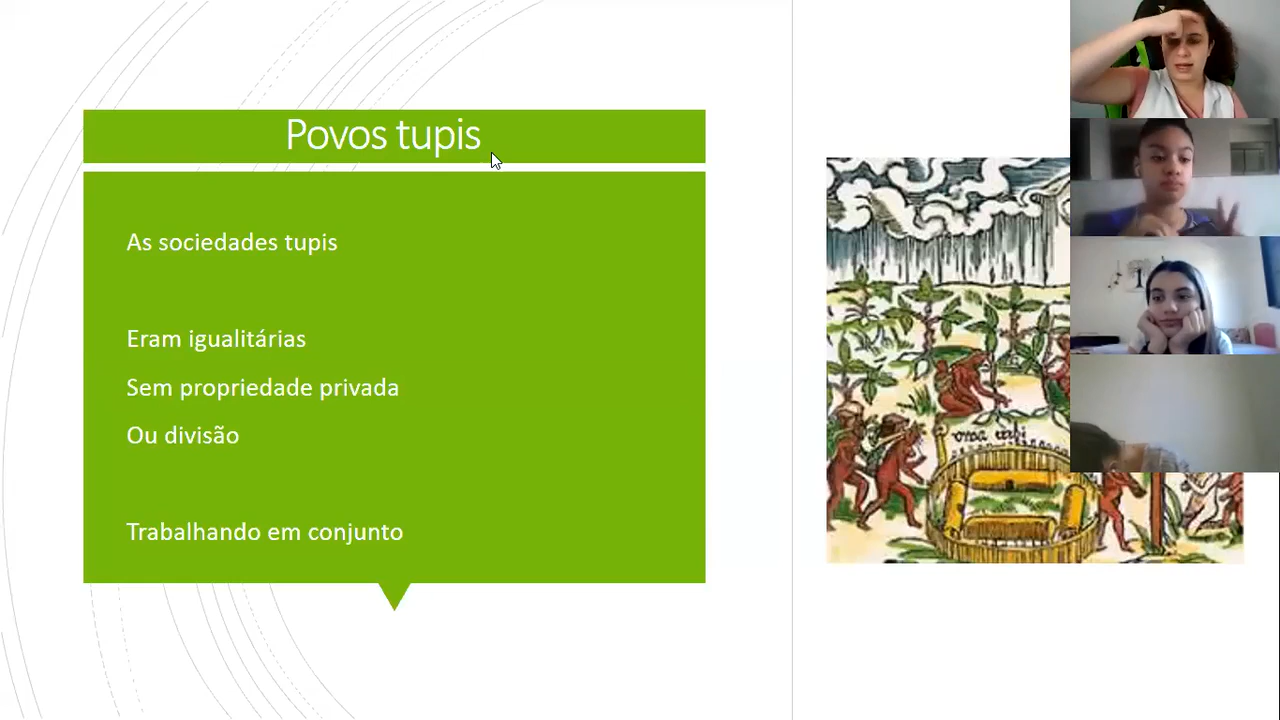 Povos tupis
As sociedades tupis
Eram igualitárias
Sem propriedade privada
Ou divisão
Trabalhando em conjunto